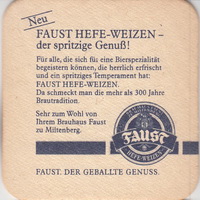 Neu
FAUST HEFE-WEIZEN –
der spritzige Genuß!
Für alle, die sich für eine Bierspezialität
begeistern können, die herrlich erfrischt
und ein spritziges Temperament hat:
FAUST HEFE-WEIZEN.
Da schmeckt man die mehr als 300 Jahre
Brautradition.
Sehr zum Wohl von
Ihrem Brauhaus Faust
zu Miltenberg.
FAUST
HEFE-WEIZEN
FAUST. DER GEBALLTE GENUSS.